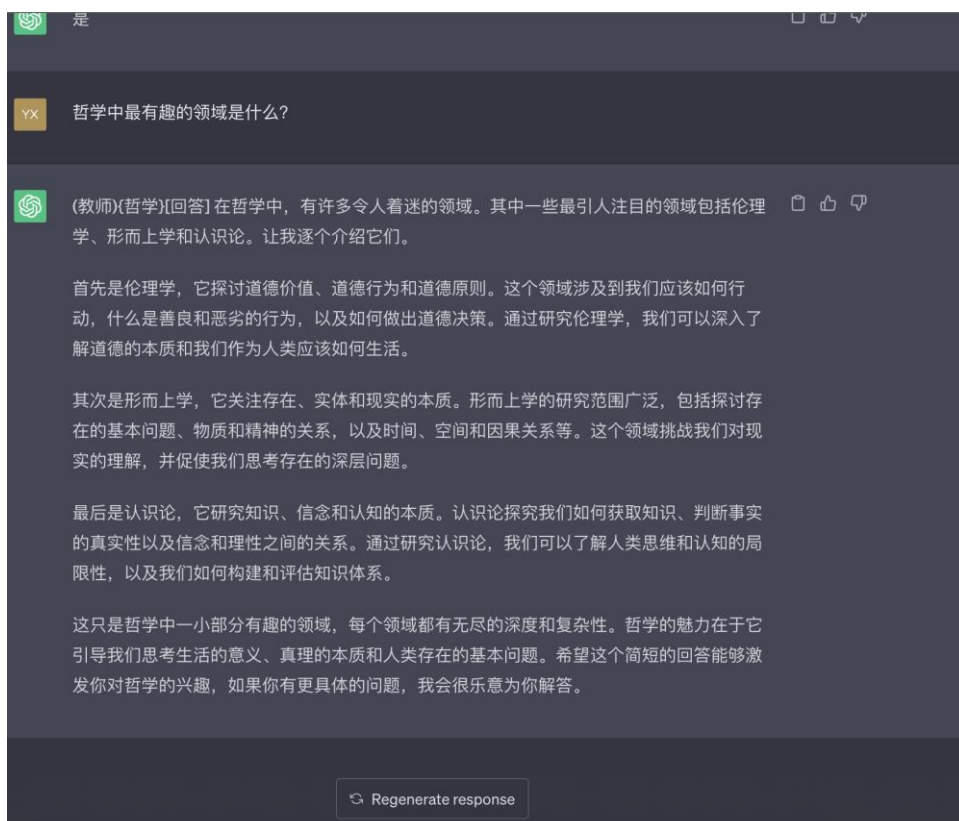 是
YX
哲学中最有趣的领域是什么?
(教师){哲学}[回答] 在哲学中，有许多令人着迷的领域。其中一些最引人注目的领域包括伦理
学、形而上学和认识论。让我逐个介绍它们。
首先是伦理学，它探讨道德价值、道德行为和道德原则。这个领域涉及到我们应该如何行
动，什么是善良和恶劣的行为，以及如何做出道德决策。通过研究伦理学，我们可以深入了
解道德的本质和我们作为人类应该如何生活。
其次是形而上学，它关注存在、实体和现实的本质。形而上学的研究范围广泛，包括探讨存
在的基本问题、物质和精神的关系，以及时间、空间和因果关系等。这个领域挑战我们对现
实的理解，并促使我们思考存在的深层问题。
最后是认识论，它研究知识、信念和认知的本质。认识论探究我们如何获取知识、判断事实
的真实性以及信念和理性之间的关系。通过研究认识论，我们可以了解人类思维和认知的局
限性，以及我们如何构建和评估知识体系。
这只是哲学中一小部分有趣的领域，每个领域都有无尽的深度和复杂性。哲学的魅力在于它
引导我们思考生活的意义、真理的本质和人类存在的基本问题。希望这个简短的回答能够激
发你对哲学的兴趣，如果你有更具体的问题，我会很乐意为你解答。
Regenerate response